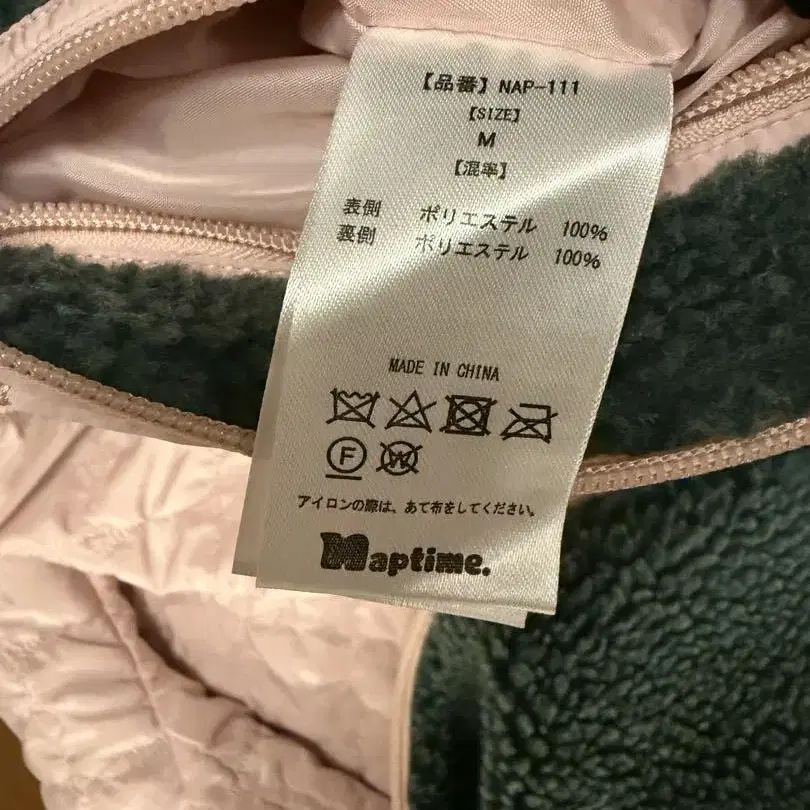 【品番】NAP-111
【SIZE】
M
【混率】
表側 ポリエステル 100%
裏側 ポリエステル 100%
MADE IN CHINA
F W
アイロンの際は、あて布をしてください。
Naptime.